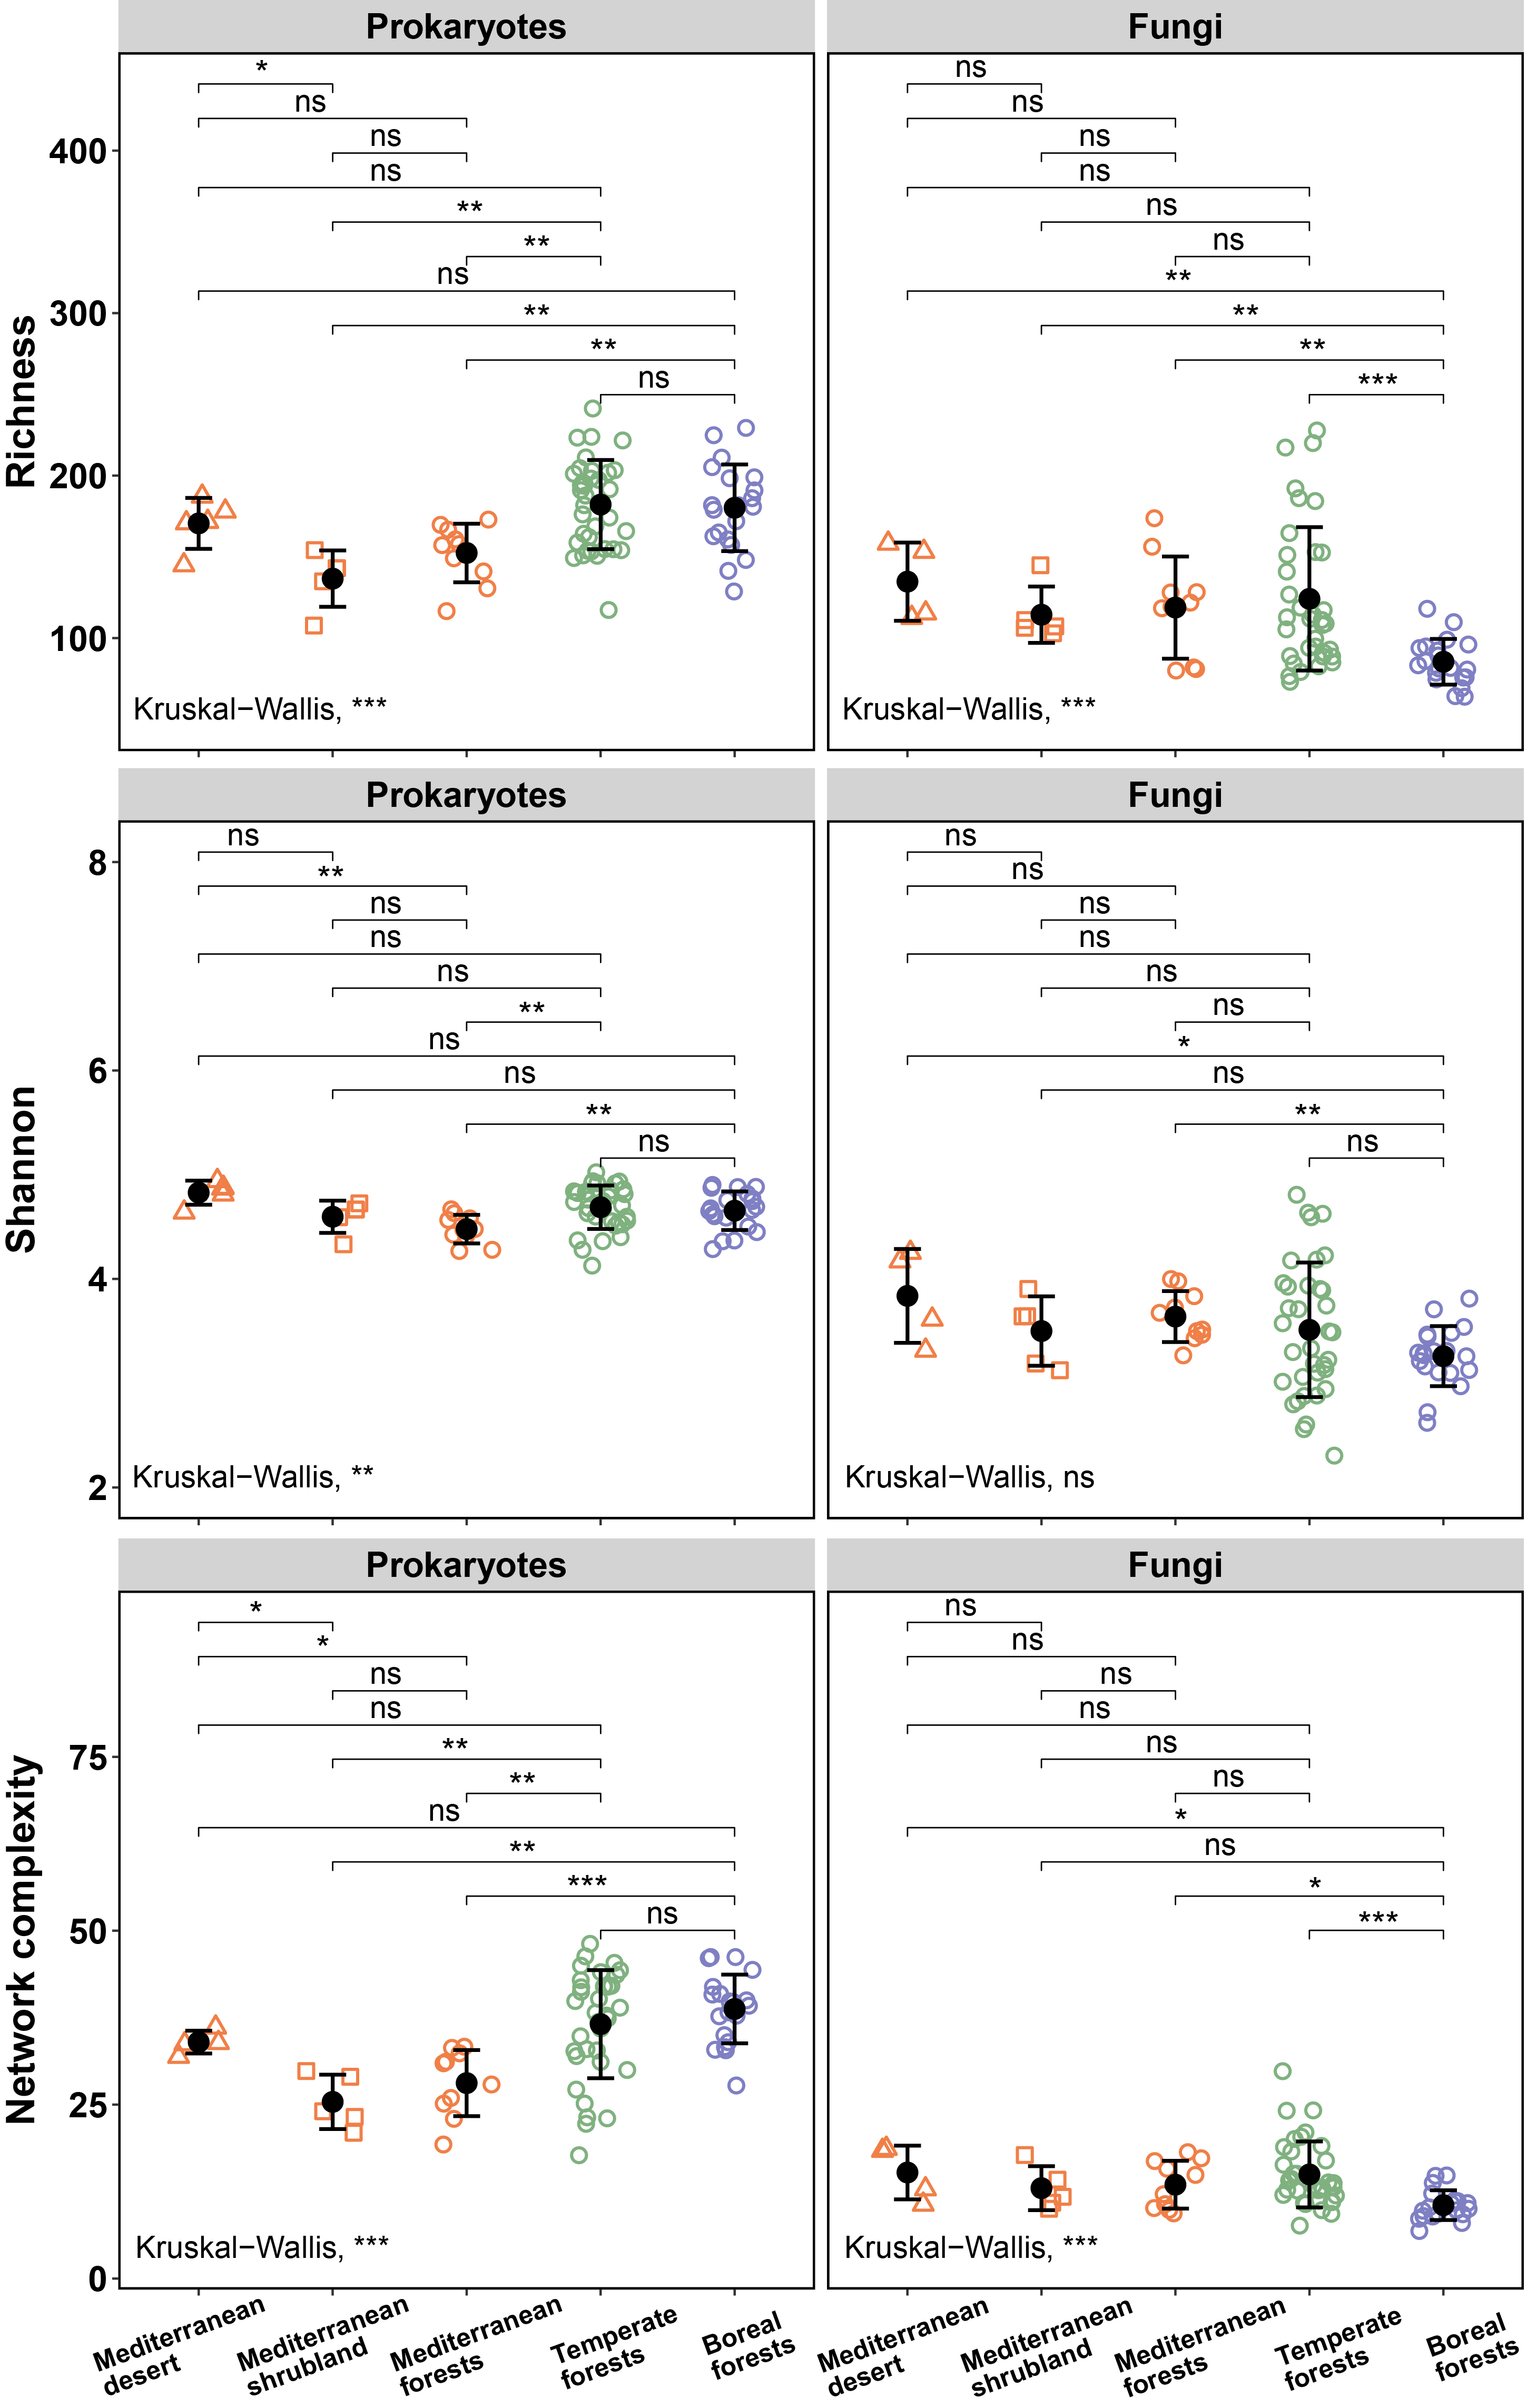 Prokaryotes
Fungi
Richness
400
300
200
100
*
ns
ns
ns
**
**
ns
**
**
ns
Kruskal−Wallis, ***
ns
ns
ns
ns
ns
ns
**
**
**
***
Kruskal−Wallis, ***
Prokaryotes
Fungi
Shannon
8
6
4
2
ns
**
ns
ns
ns
**
ns
ns
**
ns
Kruskal−Wallis, **
ns
ns
ns
ns
ns
ns
*
ns
**
ns
Kruskal−Wallis, ns
Prokaryotes
Fungi
Network complexity
75
50
25
0
*
*
ns
ns
**
**
ns
**
***
ns
Kruskal−Wallis, ***
ns
ns
ns
ns
ns
ns
*
ns
*
***
Kruskal−Wallis, ***
Mediterranean
desert
Mediterranean
shrubland
Mediterranean
forests
Temperate
forests
Boreal
forests
Mediterranean
desert
Mediterranean
shrubland
Mediterranean
forests
Temperate
forests
Boreal
forests